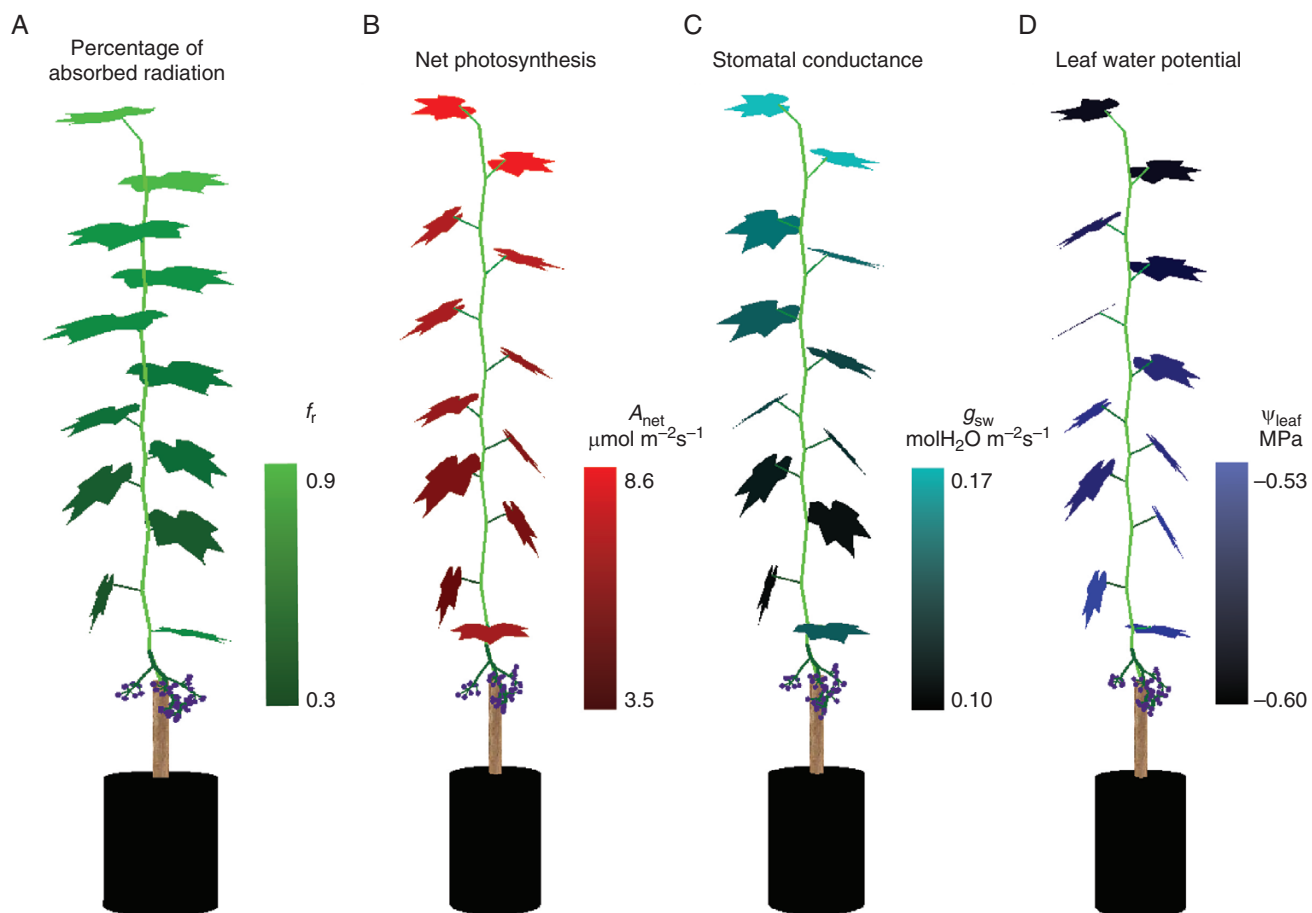 A
Percentage of
absorbed radiation
B
Net photosynthesis
C
Stomatal conductance
D
Leaf water potential
fr
0.9
0.3
Anet
μmol m⁻²s⁻¹
8.6
3.5
gsw
molH₂O m⁻²s⁻¹
0.17
0.10
Ψleaf
MPa
–0.53
–0.60